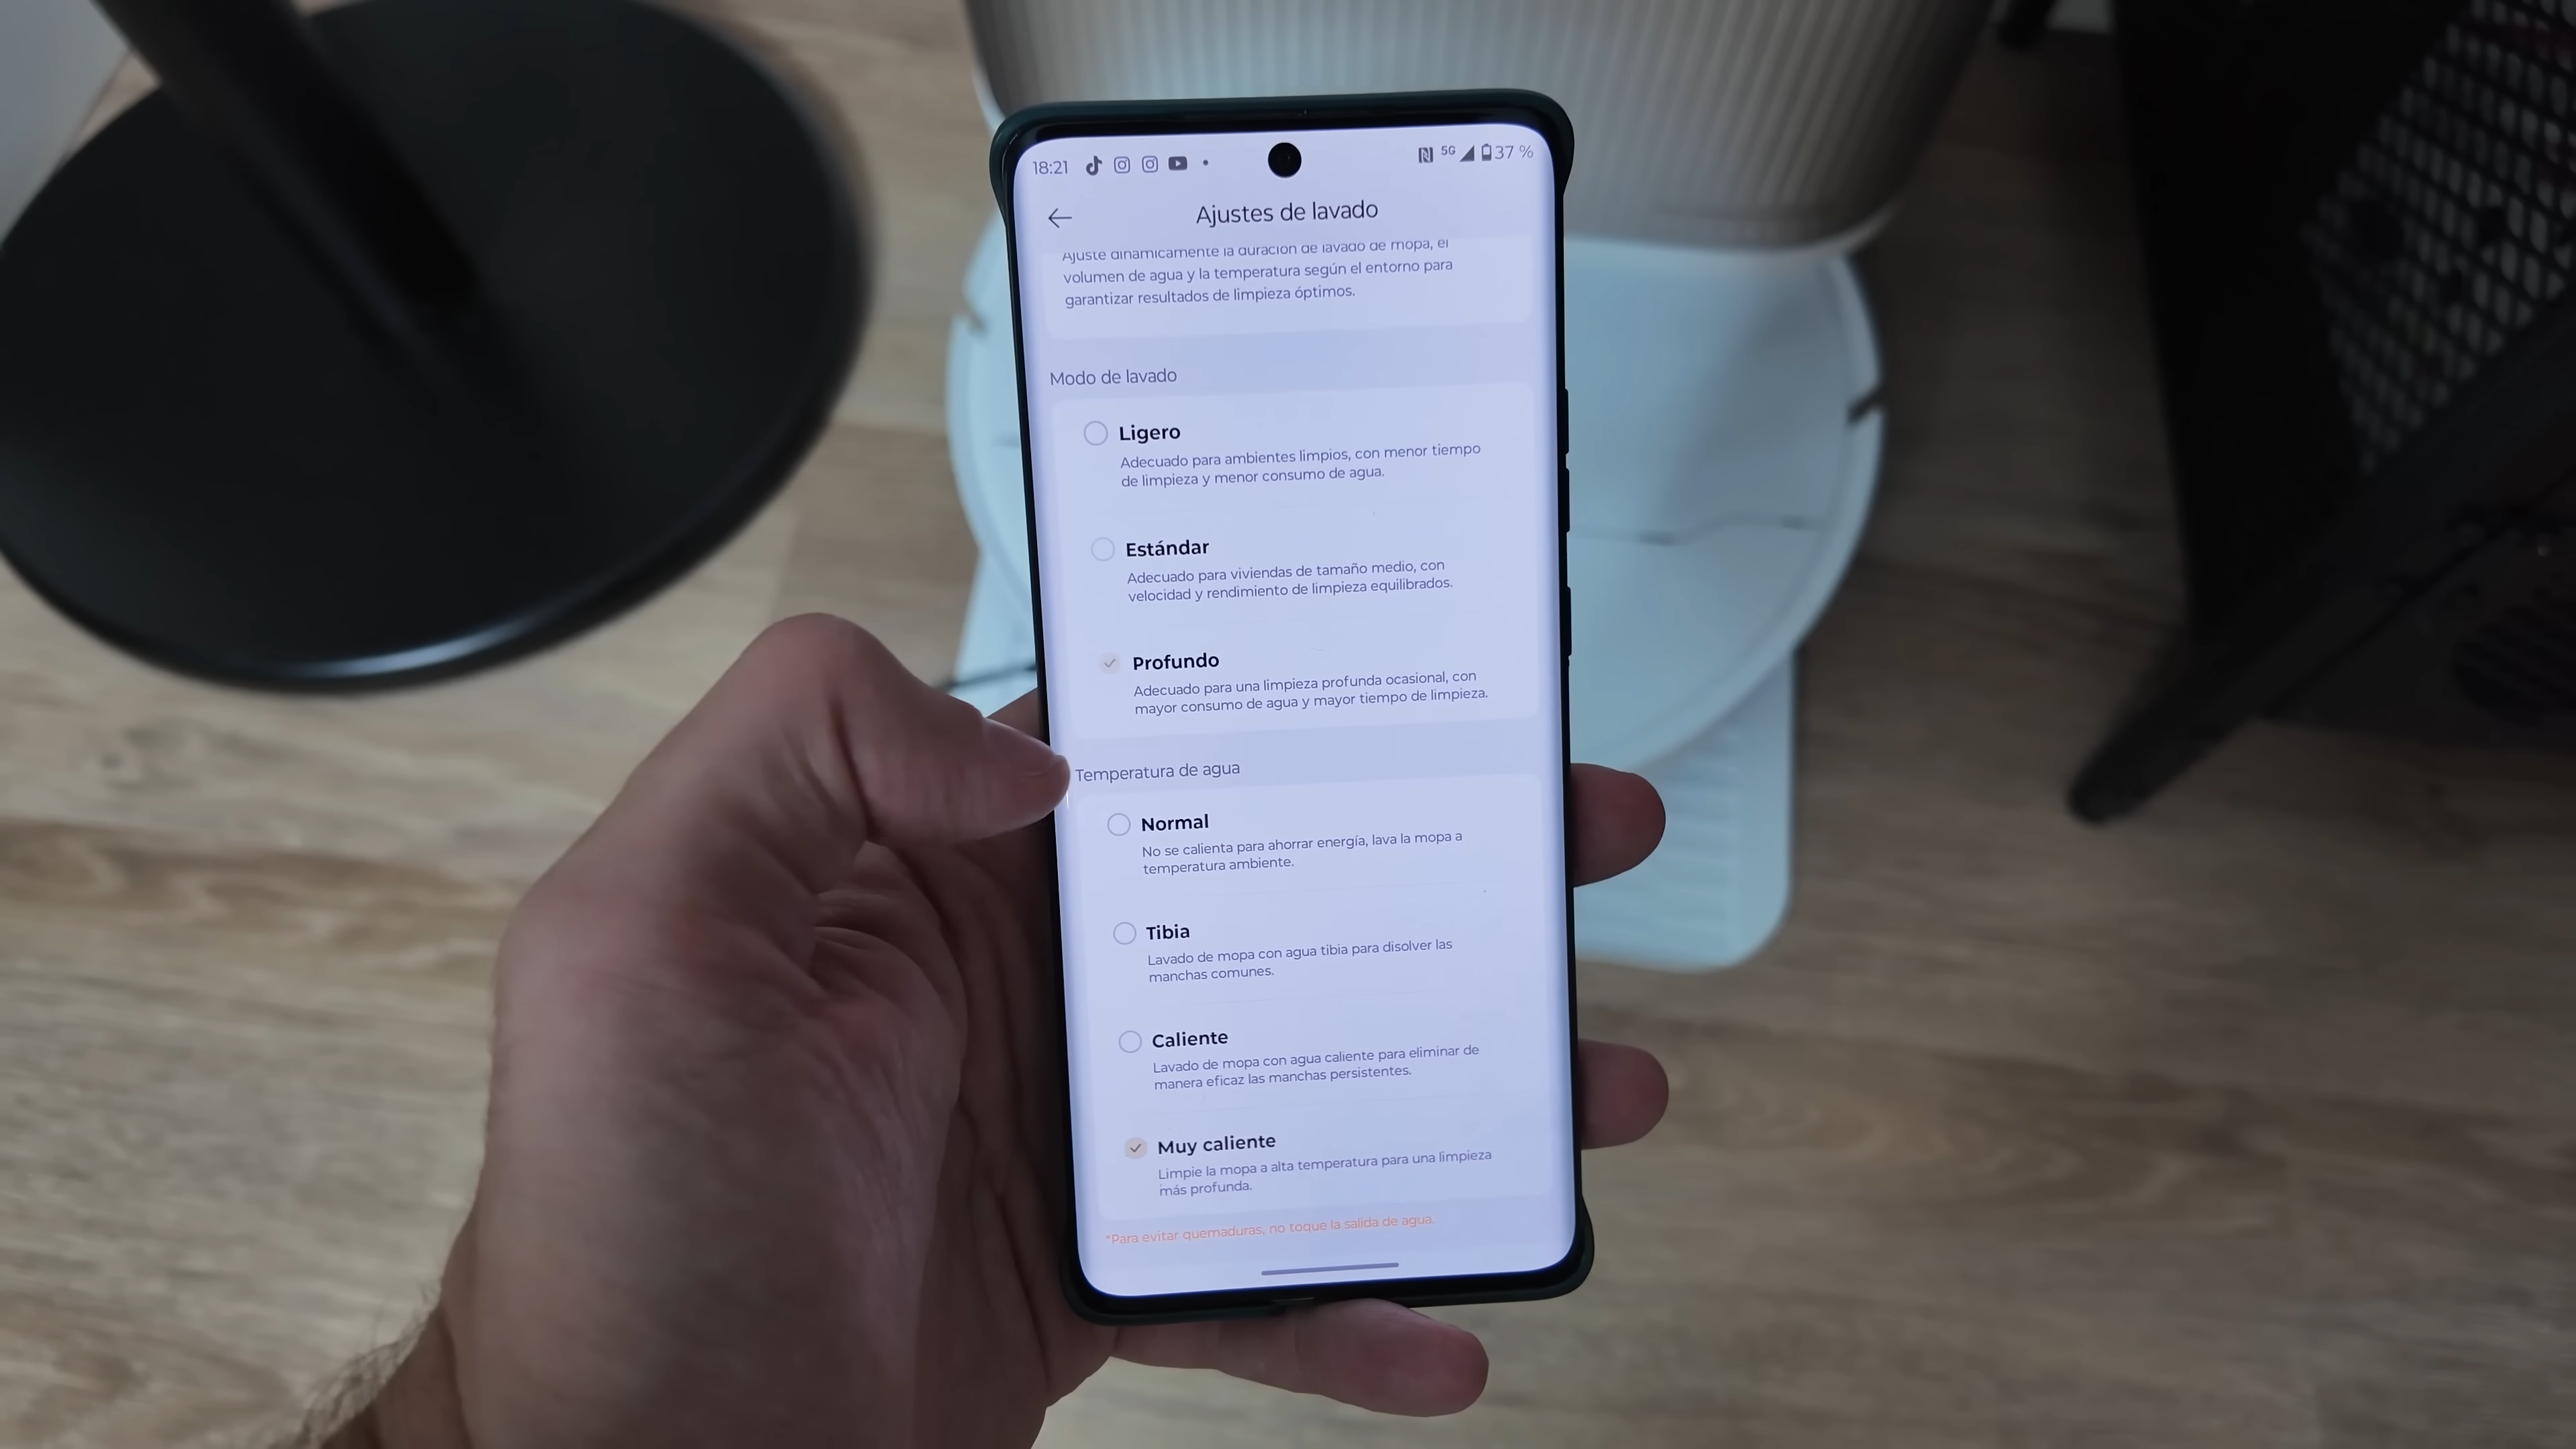 18:21 5G 37 %
Ajustes de lavado
Ajuste dinámicamente la duración de lavado de mopa, el
volumen de agua y la temperatura según el entorno para
garantizar resultados de limpieza óptimos.
Modo de lavado
Ligero
Adecuado para ambientes limpios, con menor tiempo
de limpieza y menor consumo de agua.
Estándar
Adecuado para viviendas de tamaño medio, con
velocidad y rendimiento de limpieza equilibrados.
Profundo
Adecuado para una limpieza profunda ocasional, con
mayor consumo de agua y mayor tiempo de limpieza.
Temperatura de agua
Normal
No se calienta para ahorrar energía, lava la mopa a
temperatura ambiente.
Tibia
Lavado de mopa con agua tibia para disolver las
manchas comunes.
Caliente
Lavado de mopa con agua caliente para eliminar de
manera eficaz las manchas persistentes.
Muy caliente
Limpie la mopa a alta temperatura para una limpieza
más profunda.
*Para evitar quemaduras, no toque la salida de agua.